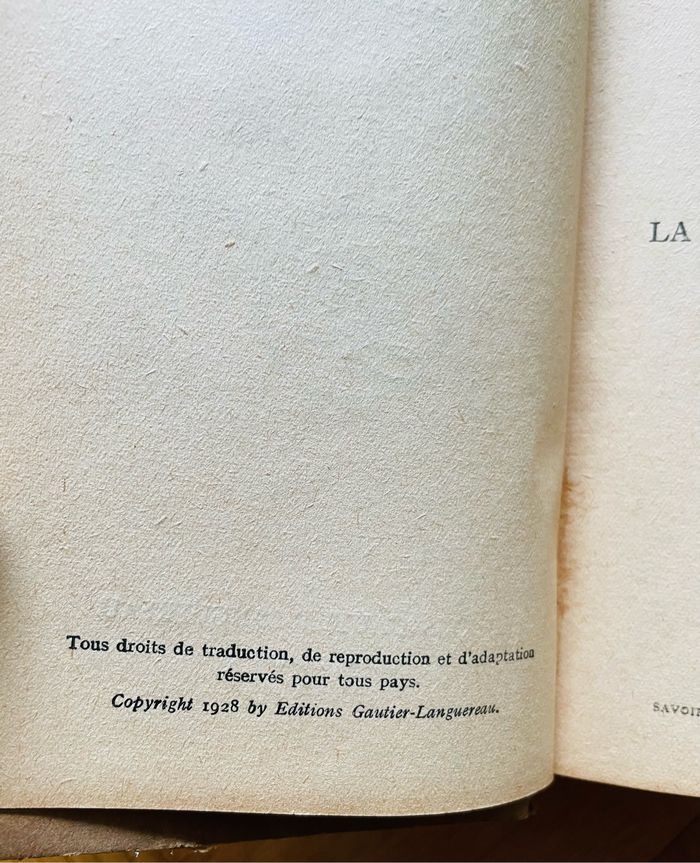 Tous droits de traduction, de reproduction et d'adaptation
réservés pour tous pays.
Copyright 1928 by Editions Gautier-Languereau.
LA
SAVOIR